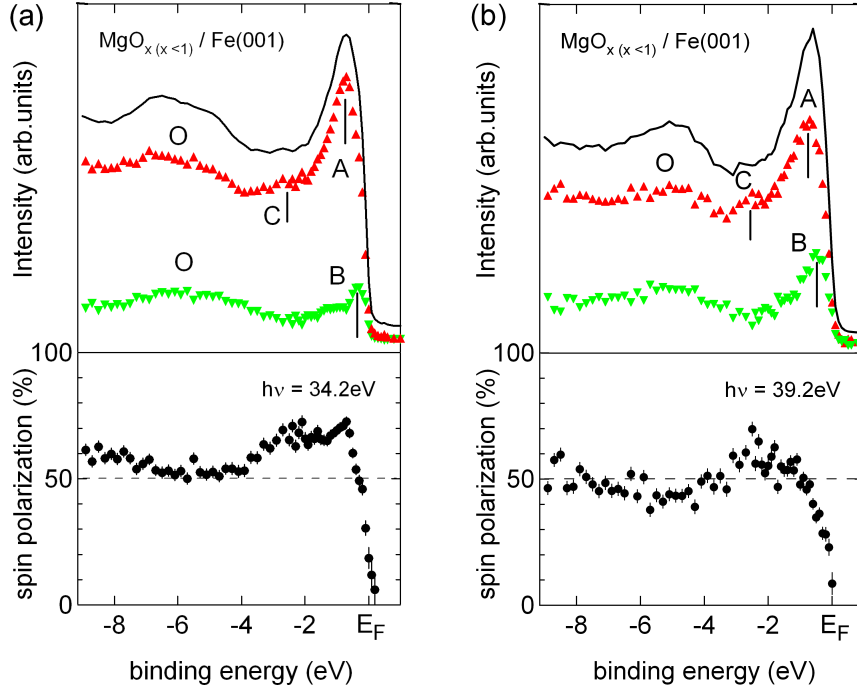 (a)
MgOx (x <1) / Fe(001)
Intensity (arb.units)
O
A
C
O
B
100
hν = 34.2eV
spin polarization (%)
50
0
-8 -6 -4 -2 EF
binding energy (eV)
(b)
MgOx (x <1) / Fe(001)
Intensity (arb.units)
A
O
C
B
100
hν = 39.2eV
spin polarization (%)
50
0
-8 -6 -4 -2 EF
binding energy (eV)